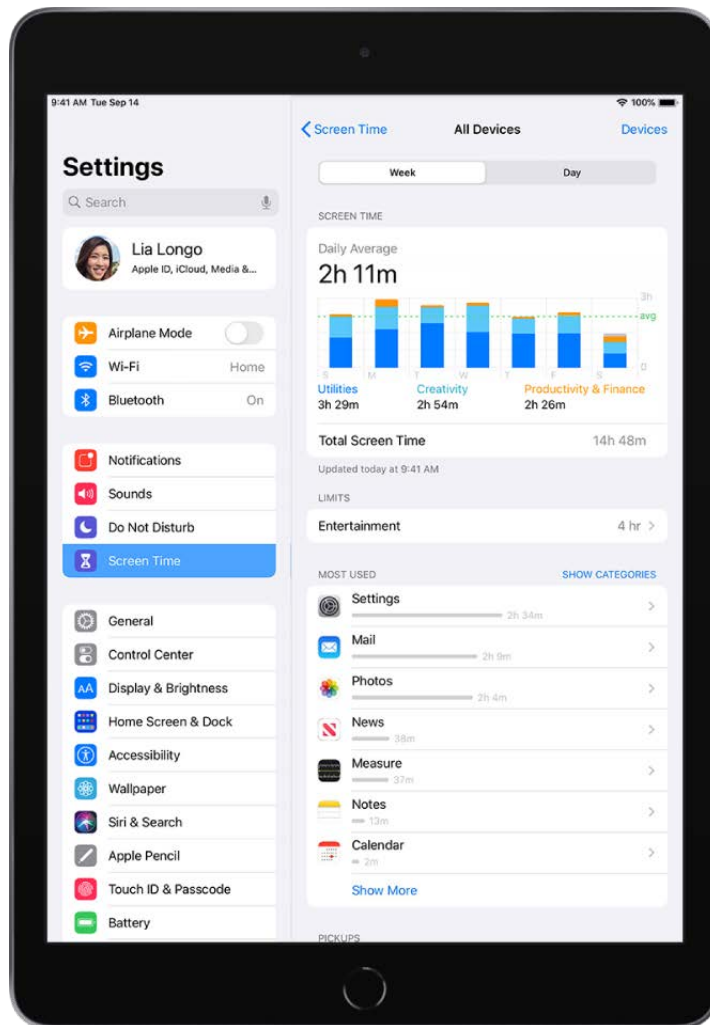 9:41 AM Tue Sep 14
100%
Settings
Search
Lia Longo
Apple ID, iCloud, Media &...
Airplane Mode
Wi-Fi Home
Bluetooth On
Notifications
Sounds
Do Not Disturb
Screen Time
General
Control Center
Display & Brightness
Home Screen & Dock
Accessibility
Wallpaper
Siri & Search
Apple Pencil
Touch ID & Passcode
Battery
Screen Time All Devices Devices
Week Day
SCREEN TIME
Daily Average
2h 11m
3h
avg
0
S M T W T F S
Utilities Creativity Productivity & Finance
3h 29m 2h 54m 2h 26m
Total Screen Time 14h 48m
Updated today at 9:41 AM
LIMITS
Entertainment 4 hr
MOST USED SHOW CATEGORIES
Settings
2h 34m
Mail
2h 9m
Photos
2h 4m
News
38m
Measure
37m
Notes
13m
Calendar
2m
Show More
PICKUPS